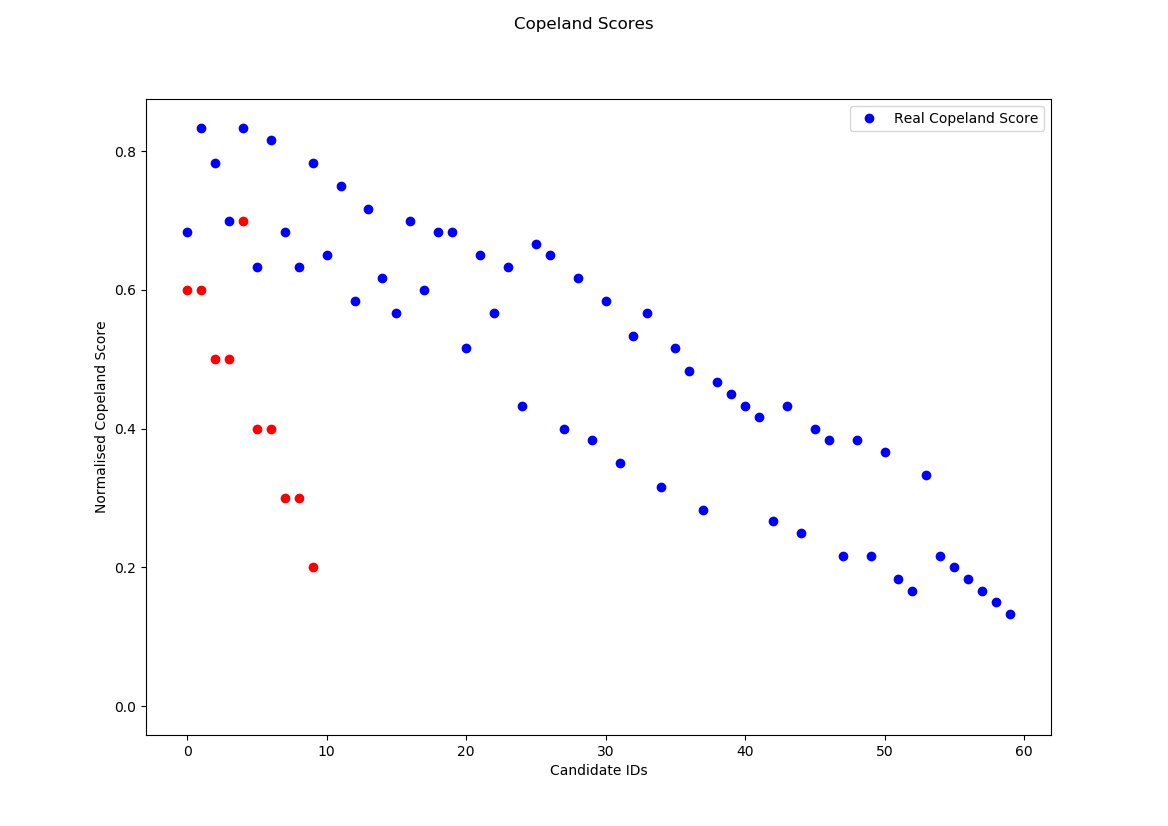 Copeland Scores
Real Copeland Score
Normalised Copeland Score
0.8
0.6
0.4
0.2
0.0
0 10 20 30 40 50 60
Candidate IDs